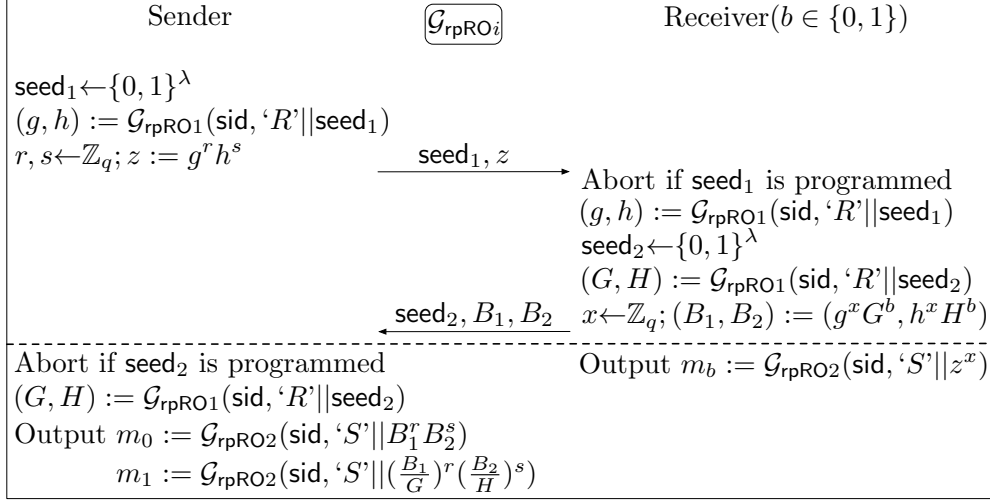 Sender
𝒢_rpROi
Receiver(b ∈ {0, 1})
seed₁←{0, 1}^λ
(g, h) := 𝒢_rpRO1(sid, ‘R’||seed₁)
r, s←ℤ_q; z := g^r h^s
seed₁, z
Abort if seed₁ is programmed
(g, h) := 𝒢_rpRO1(sid, ‘R’||seed₁)
seed₂←{0, 1}^λ
(G, H) := 𝒢_rpRO1(sid, ‘R’||seed₂)
x←ℤ_q; (B₁, B₂) := (g^x G^b, h^x H^b)
seed₂, B₁, B₂
Abort if seed₂ is programmed
(G, H) := 𝒢_rpRO1(sid, ‘R’||seed₂)
Output m₀ := 𝒢_rpRO2(sid, ‘S’||B₁^r B₂^s)
m₁ := 𝒢_rpRO2(sid, ‘S’||(B₁/G)^r (B₂/H)^s)
Output m_b := 𝒢_rpRO2(sid, ‘S’||z^x)